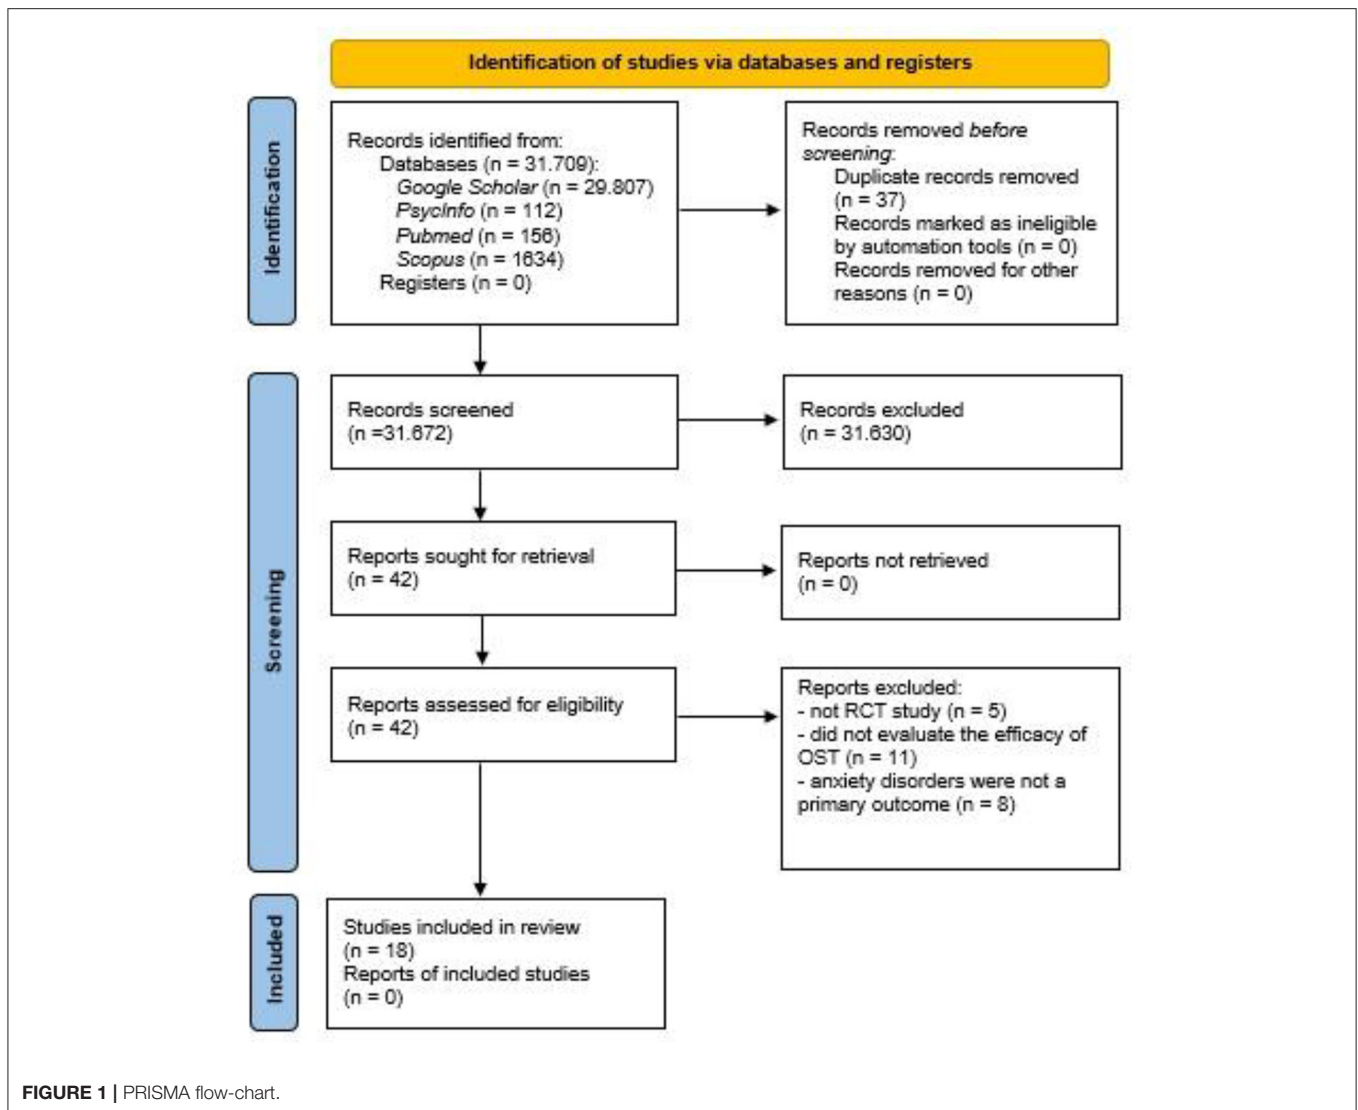 Identification of studies via databases and registers
Identification
Records identified from:
Databases (n = 31.709):
Google Scholar (n = 29.807)
PsycInfo (n = 112)
Pubmed (n = 156)
Scopus (n = 1634)
Registers (n = 0)
Records removed before
screening:
Duplicate records removed
(n = 37)
Records marked as ineligible
by automation tools (n = 0)
Records removed for other
reasons (n = 0)
Screening
Records screened
(n =31.672)
Records excluded
(n = 31.630)
Reports sought for retrieval
(n = 42)
Reports not retrieved
(n = 0)
Reports assessed for eligibility
(n = 42)
Reports excluded:
- not RCT study (n = 5)
- did not evaluate the efficacy of
OST (n = 11)
- anxiety disorders were not a
primary outcome (n = 8)
Included
Studies included in review
(n = 18)
Reports of included studies
(n = 0)
FIGURE 1 | PRISMA flow-chart.